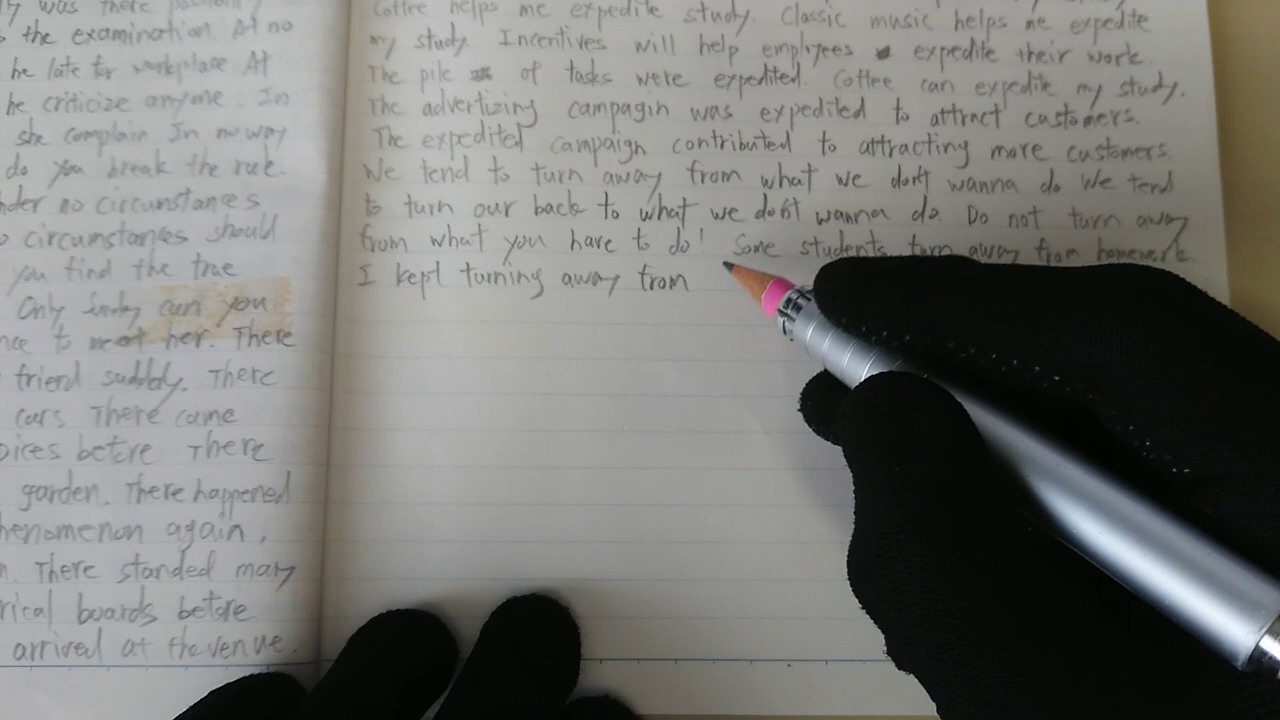 was there
the examination. At no
he late for workplace At
he criticize anyone. In
she complain In no way
do you break the rule.
nder no circumstances
circumstances should
you find the true
Only Sunday can you
nce to meet her. There
friend suddely. There
cars There came
oices before There
garden. There happened
henomenon again.
There standed many
rical boards before
arrival at the venue.
Coffee helps me expedite study. Classic music helps me expedite
my study. Incentives will help employees expedite their work.
The pile of tasks were expedited. Coffee can expedite my study.
The advertizing campagin was expedited to attract customers.
The expedited campaign contributed to attracting more customers.
We tend to turn away from what we don't wanna do We tend
to turn our back to what we don't wanna do. Do not turn away
from what you have to do! Some students turn away from homework.
I kept turning away from